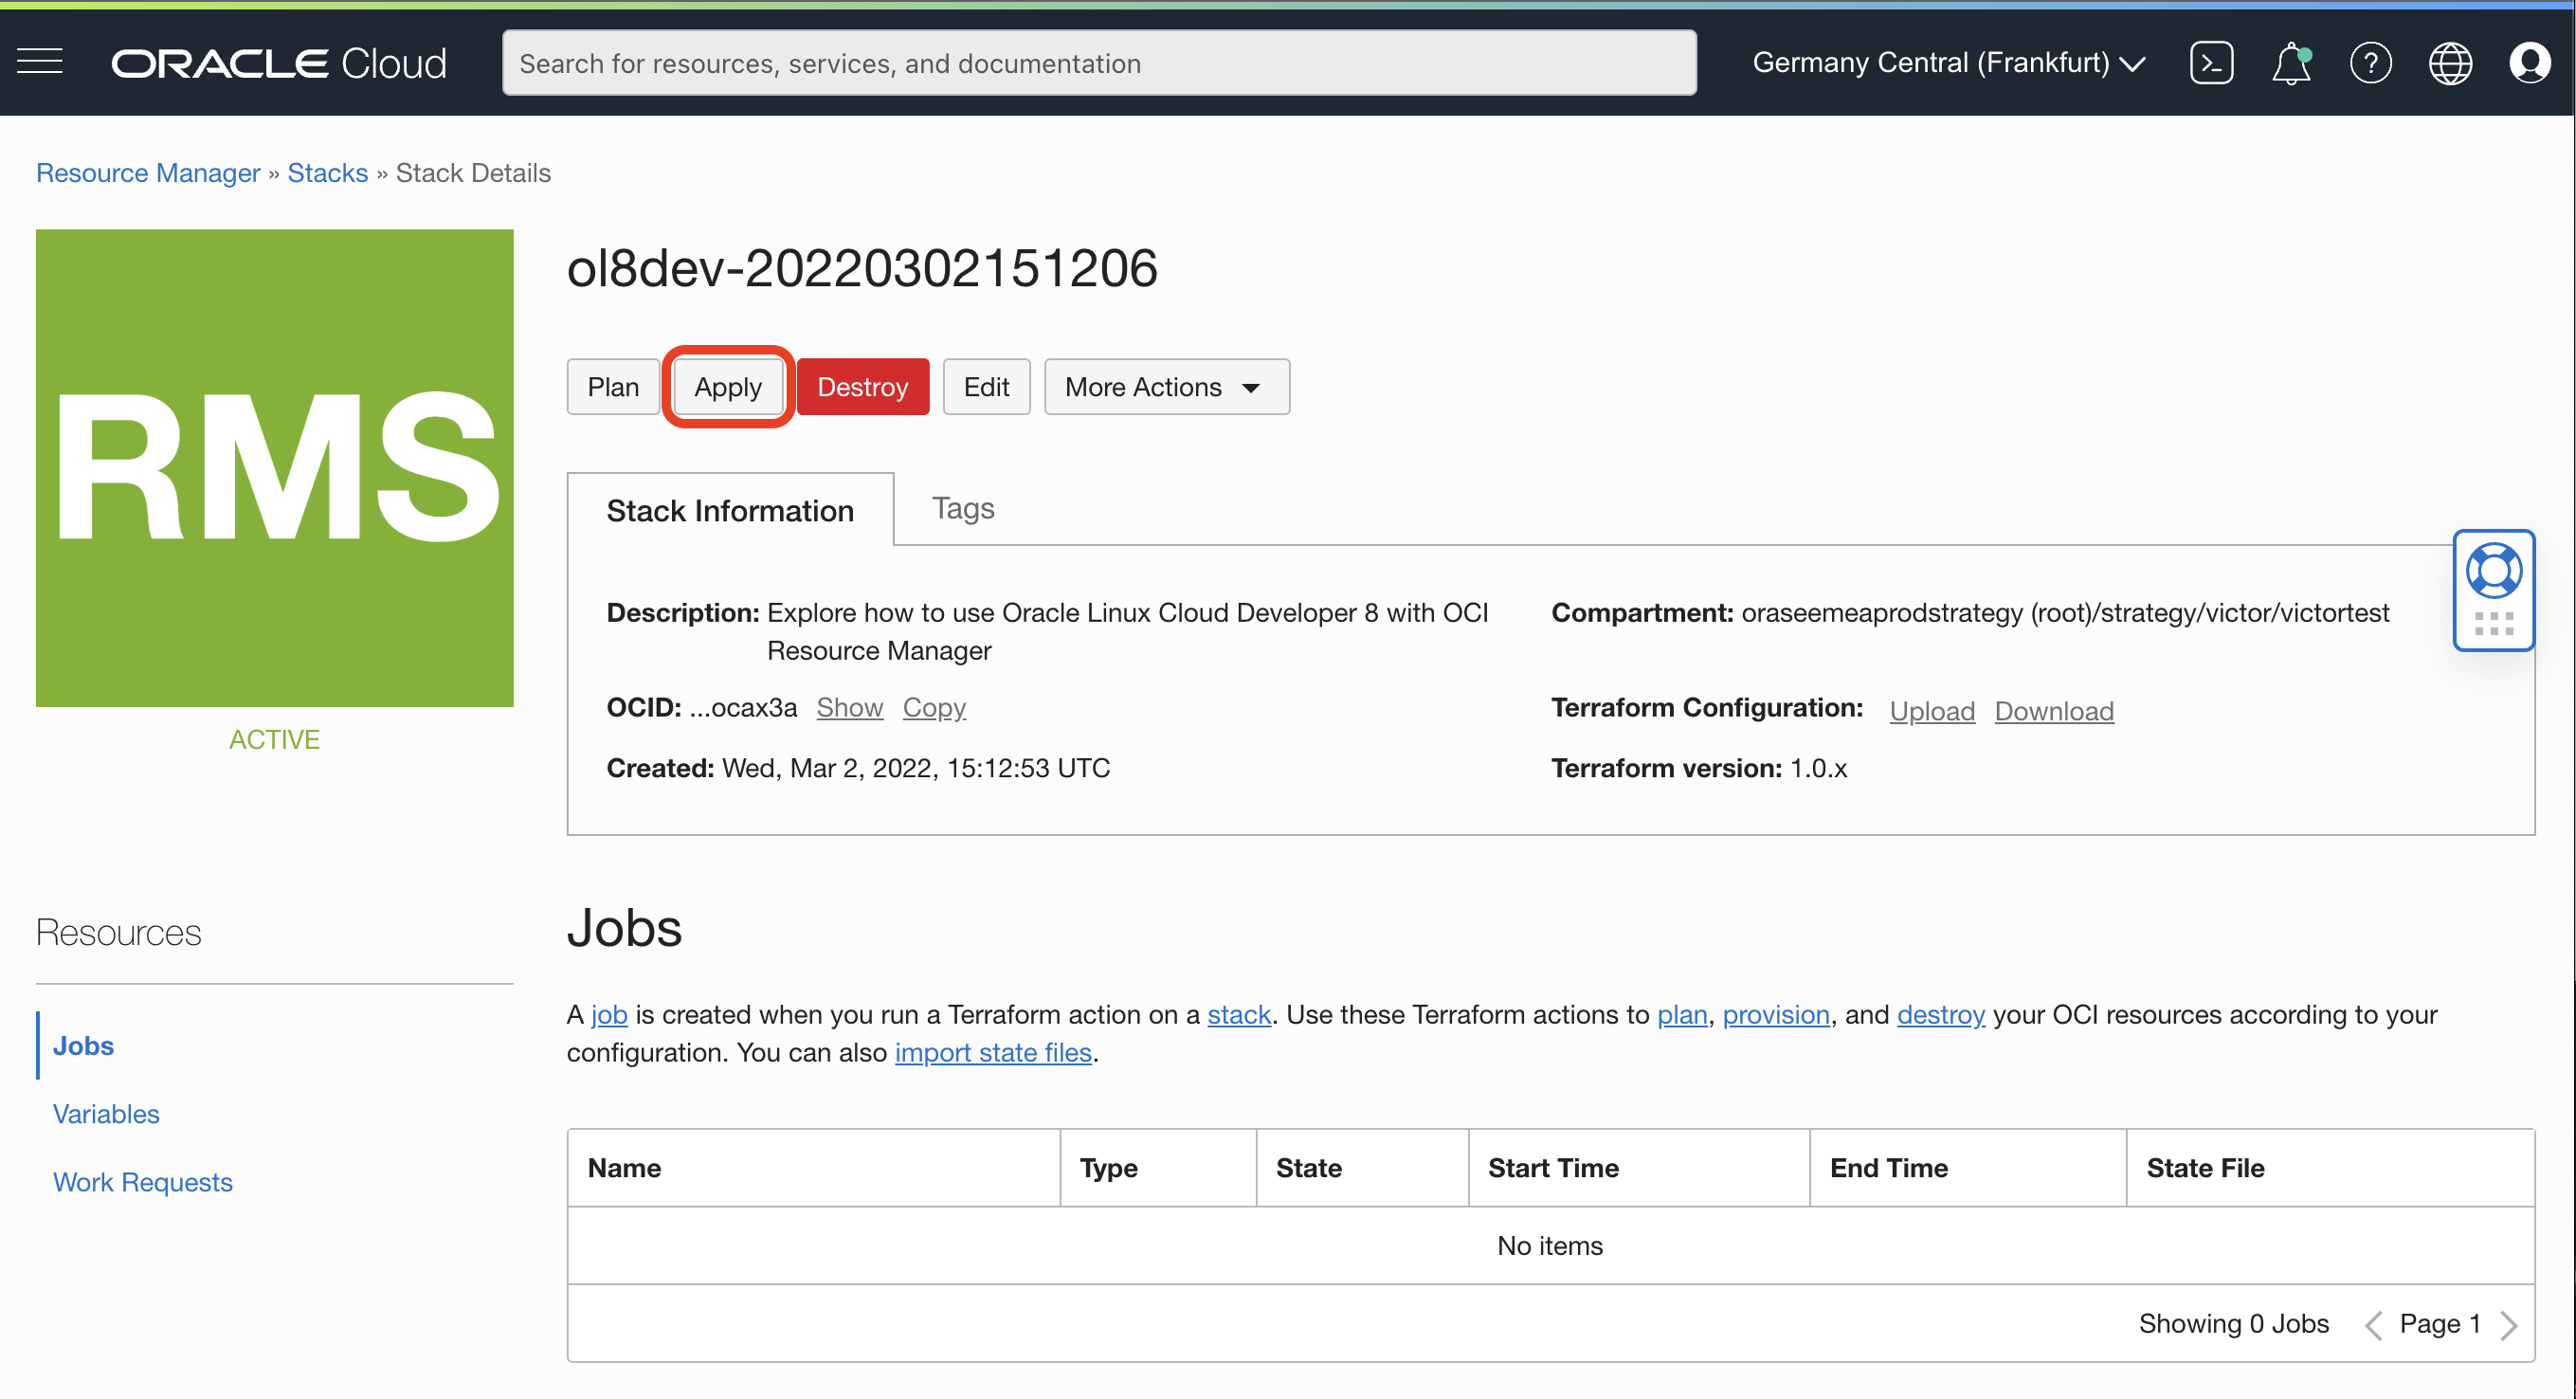 ORACLE Cloud
Search for resources, services, and documentation
Germany Central (Frankfurt)
Resource Manager » Stacks » Stack Details
RMS
ACTIVE
ol8dev-20220302151206
Plan Apply Destroy Edit More Actions
Stack Information Tags
Description: Explore how to use Oracle Linux Cloud Developer 8 with OCI
Resource Manager
Compartment: oraseemeaprodstrategy (root)/strategy/victor/victortest
OCID: ...ocax3a Show Copy
Terraform Configuration: Upload Download
Created: Wed, Mar 2, 2022, 15:12:53 UTC
Terraform version: 1.0.x
Resources
Jobs
Variables
Work Requests
Jobs
A job is created when you run a Terraform action on a stack. Use these Terraform actions to plan, provision, and destroy your OCI resources according to your
configuration. You can also import state files.
Name Type State Start Time End Time State File
No items
Showing 0 Jobs Page 1